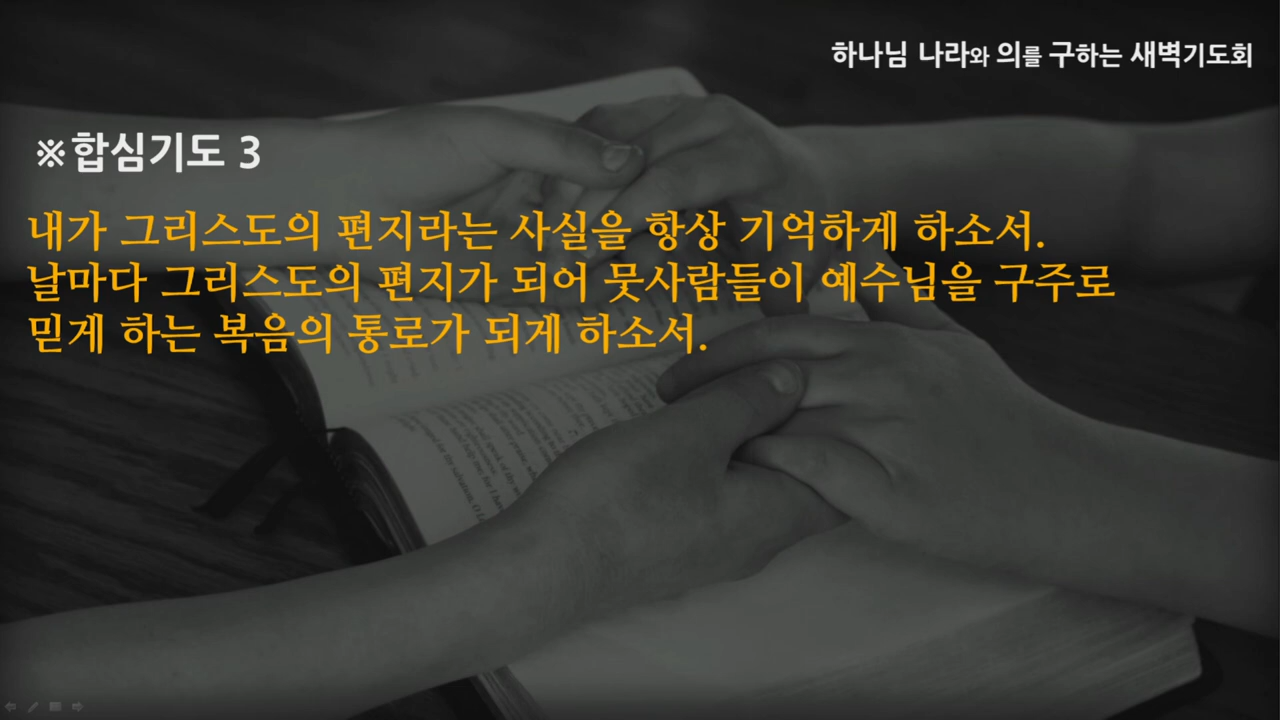 하나님 나라와 의를 구하는 새벽기도회
※합심기도 3
내가 그리스도의 편지라는 사실을 항상 기억하게 하소서.
날마다 그리스도의 편지가 되어 뭇사람들이 예수님을 구주로
믿게 하는 복음의 통로가 되게 하소서.